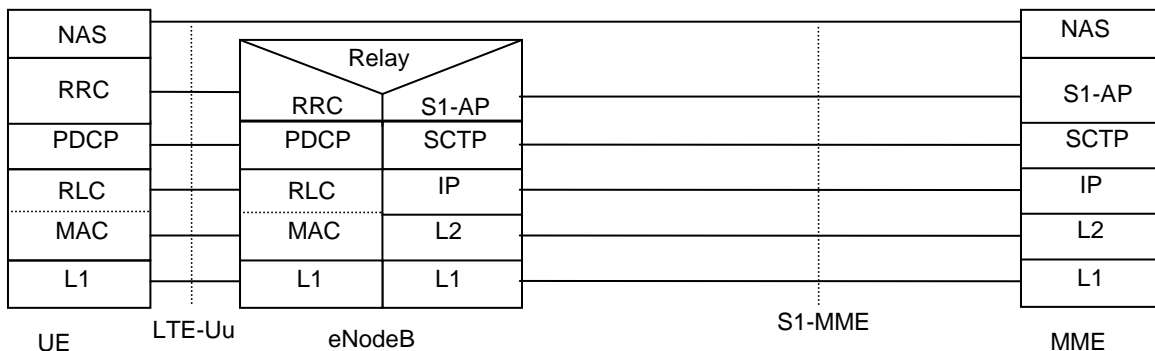 NAS
NAS
Relay
RRC
RRC
S1-AP
S1-AP
PDCP
PDCP
SCTP
SCTP
RLC
RLC
IP
IP
MAC
MAC
L2
L2
L1
L1
L1
L1
UE
LTE-Uu
eNodeB
S1-MME
MME